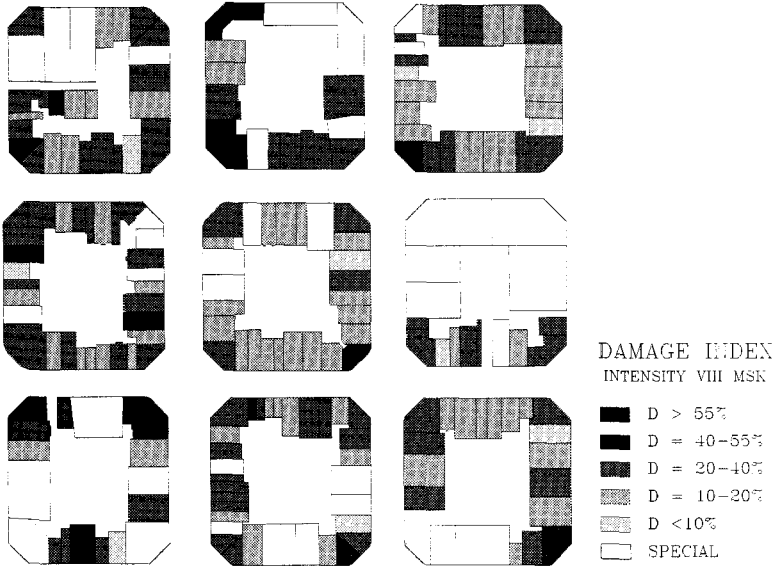 DAMAGE INDEX
INTENSITY VIII MSK
D > 55%
D = 40-55%
D = 20-40%
D = 10-20%
D <10%
SPECIAL